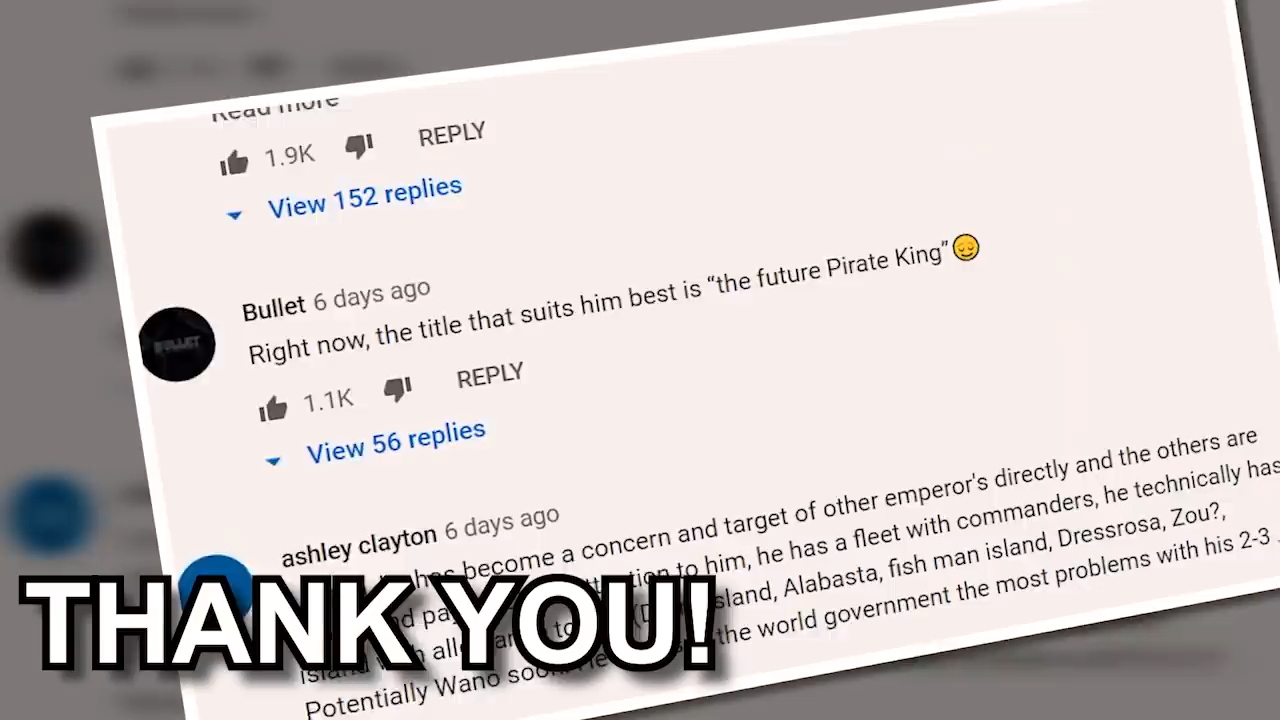 Read more
1.9K REPLY
View 152 replies
Bullet 6 days ago
Right now, the title that suits him best is “the future Pirate King”😌
1.1K REPLY
View 56 replies
BULLET
ashley clayton 6 days ago
has become a concern and target of other emperor's directly and the others are
to him, he has a fleet with commanders, he technically has
island, Alabasta, fish man island, Dressrosa, Zou?,
Potentially Wano soon the world government the most problems with his 2-3
THANK YOU!